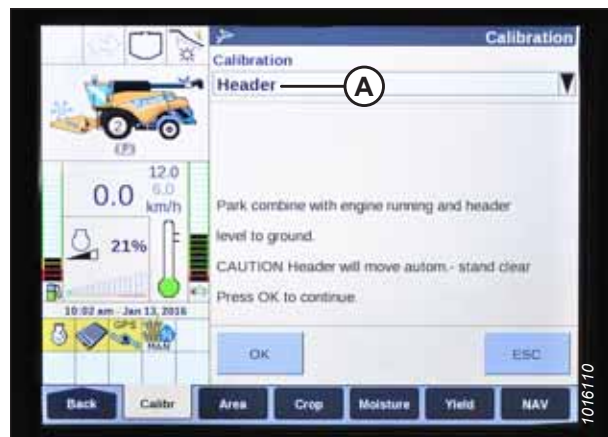 Calibration
Calibration
Header
A
(P)
12.0
6.0
0.0
km/h
21%
Park combine with engine running and header
level to ground.
CAUTION Header will move autom.- stand clear
Press OK to continue
10:02 am Jan 13, 2016
GPS
MAN
OK
ESC
Back
Calibr
Area
Crop
Moisture
Yield
NAV
1016110